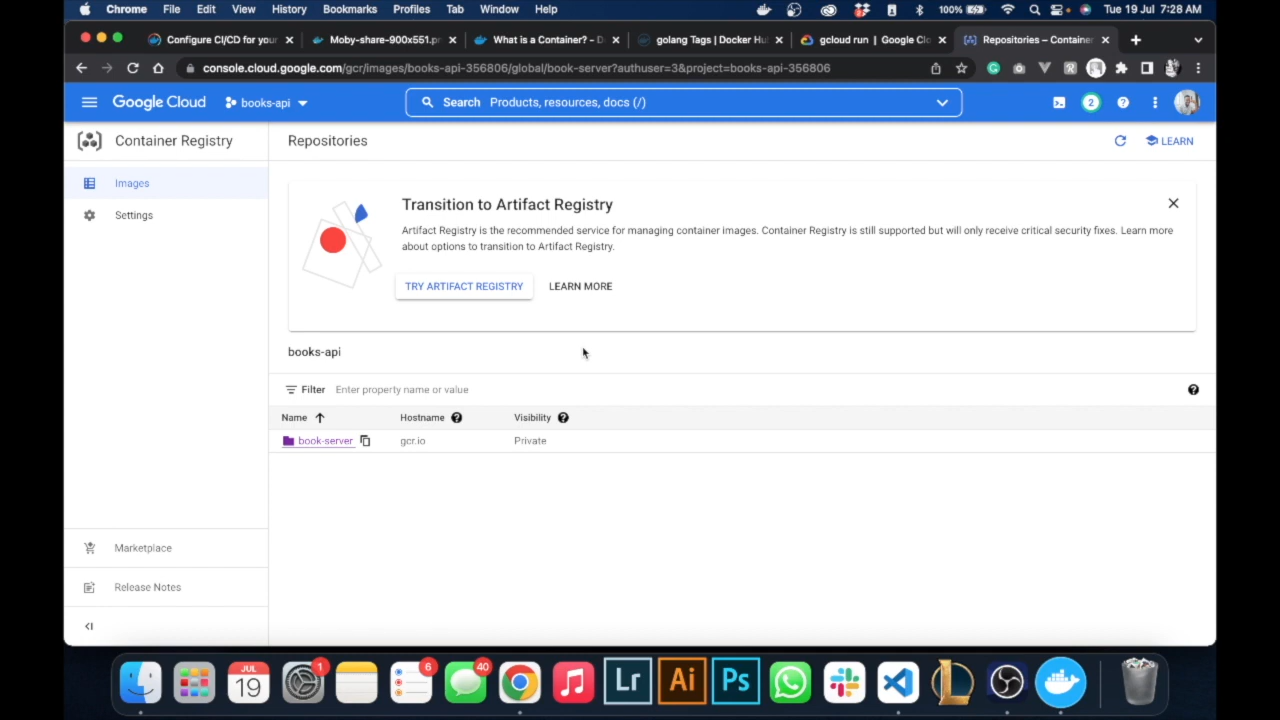 Chrome File Edit View History Bookmarks Profiles Tab Window Help 100% Tue 19 Jul 7:28 AM
Configure CI/CD for your
Moby-share-900x551.p
What is a Container? – D
golang Tags | Docker Hu
gcloud run | Google Clo
Repositories – Container
console.cloud.google.com/gcr/images/books-api-356806/global/book-server?authuser=3&project=books-api-356806
Google Cloud books-api Search Products, resources, docs (/) 2
Container Registry
Repositories
LEARN
Images
Settings
Transition to Artifact Registry
Artifact Registry is the recommended service for managing container images. Container Registry is still supported but will only receive critical security fixes. Learn more
about options to transition to Artifact Registry.
TRY ARTIFACT REGISTRY LEARN MORE
books-api
Filter Enter property name or value
Name Hostname Visibility
book-server gcr.io Private
Marketplace
Release Notes
JUL
19
1
6
40
Lr
Ai
Ps